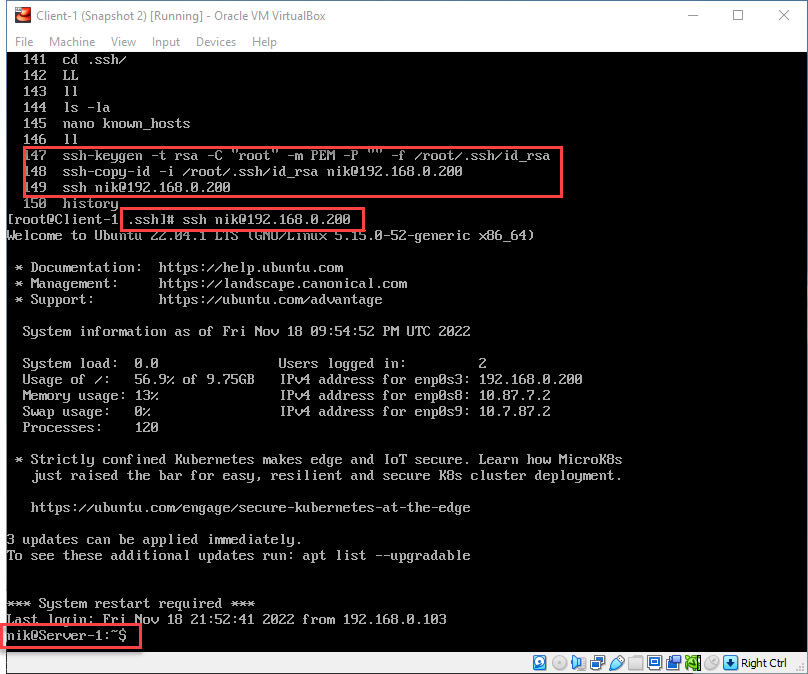 Client-1 (Snapshot 2) [Running] - Oracle VM VirtualBox
File Machine View Input Devices Help
141 cd .ssh/
142 LL
143 ll
144 ls -la
145 nano known_hosts
146 ll
147 ssh-keygen -t rsa -C "root" -m PEM -P "" -f /root/.ssh/id_rsa
148 ssh-copy-id -i /root/.ssh/id_rsa nik@192.168.0.200
149 ssh nik@192.168.0.200
150 history
[root@Client-1 .ssh]# ssh nik@192.168.0.200
Welcome to Ubuntu 22.04.1 LTS (GNU/Linux 5.15.0-52-generic x86_64)
* Documentation: https://help.ubuntu.com
* Management: https://landscape.canonical.com
* Support: https://ubuntu.com/advantage
System information as of Fri Nov 18 09:54:52 PM UTC 2022
System load: 0.0 Users logged in: 2
Usage of /: 56.9% of 9.75GB IPv4 address for enp0s3: 192.168.0.200
Memory usage: 13% IPv4 address for enp0s8: 10.87.7.2
Swap usage: 0% IPv4 address for enp0s9: 10.7.87.2
Processes: 120
* Strictly confined Kubernetes makes edge and IoT secure. Learn how MicroK8s
just raised the bar for easy, resilient and secure K8s cluster deployment.
https://ubuntu.com/engage/secure-kubernetes-at-the-edge
3 updates can be applied immediately.
To see these additional updates run: apt list --upgradable
*** System restart required ***
Last login: Fri Nov 18 21:52:41 2022 from 192.168.0.103
nik@Server-1:~$
Right Ctrl